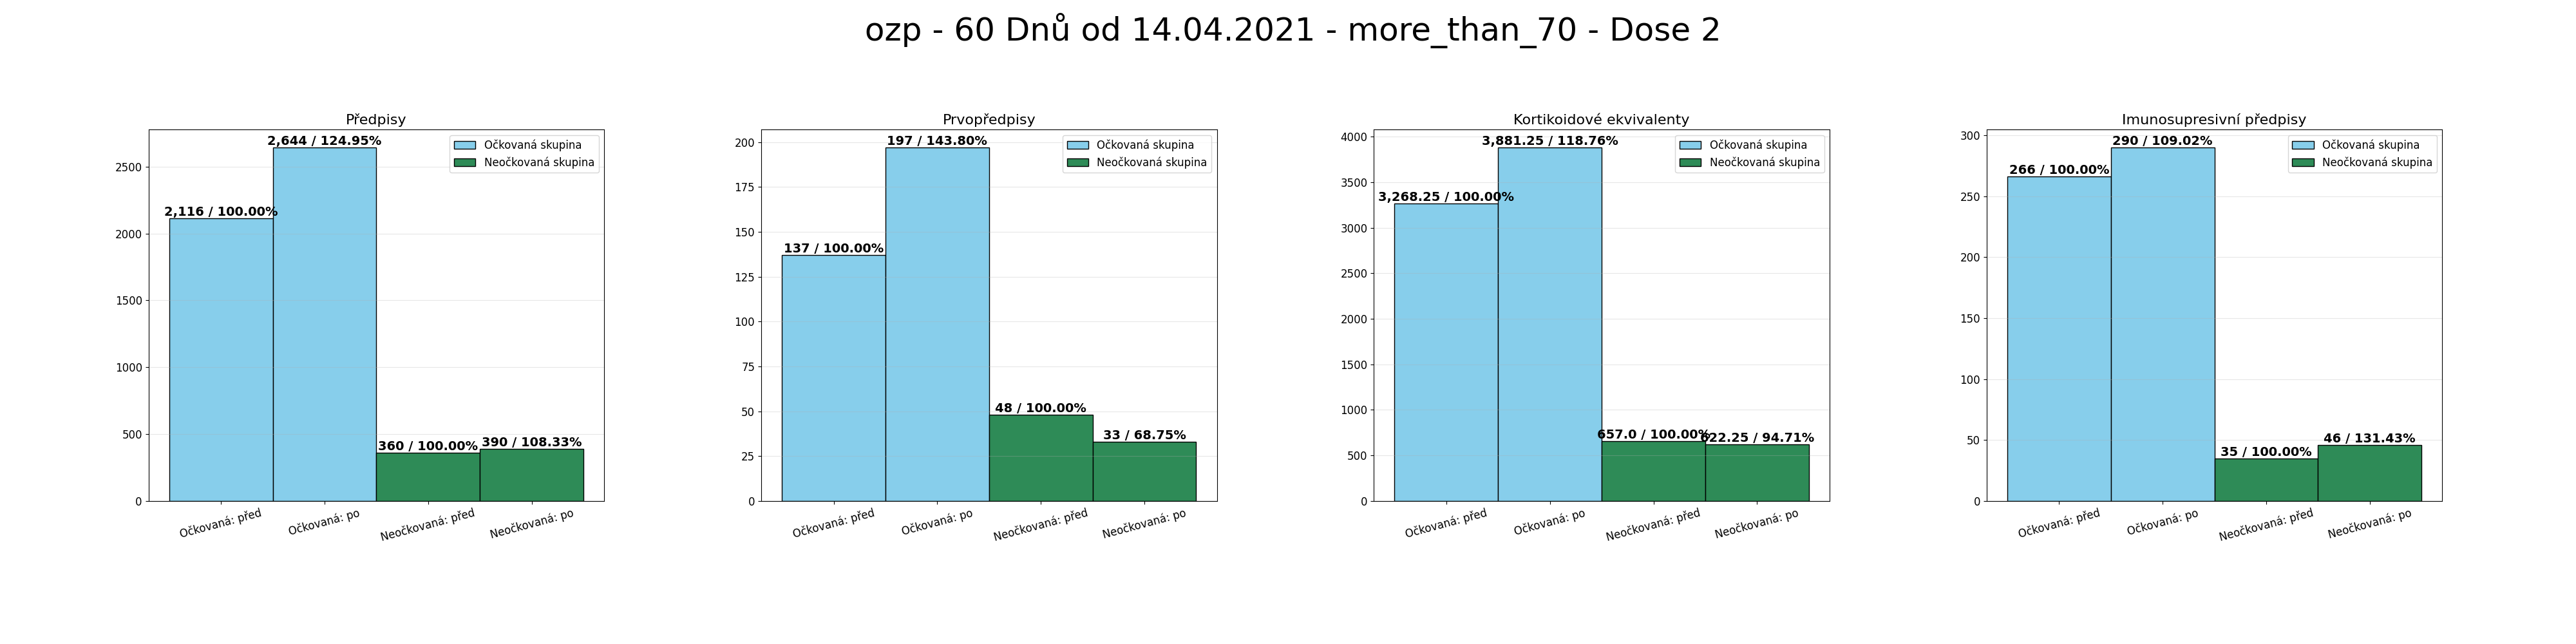 ozp - 60 Dnů od 14.04.2021 - more_than_70 - Dose 2
Předpisy
2,116 / 100.00%
2,644 / 124.95%
360 / 100.00%
390 / 108.33%
Očkovaná skupina
Neočkovaná skupina
2500
2000
1500
1000
500
0
Očkovaná: před
Očkovaná: po
Neočkovaná: před
Neočkovaná: po
Prvopředpisy
137 / 100.00%
197 / 143.80%
48 / 100.00%
33 / 68.75%
Očkovaná skupina
Neočkovaná skupina
200
175
150
125
100
75
50
25
0
Očkovaná: před
Očkovaná: po
Neočkovaná: před
Neočkovaná: po
Kortikoidové ekvivalenty
3,268.25 / 100.00%
3,881.25 / 118.76%
657.0 / 100.00%
622.25 / 94.71%
Očkovaná skupina
Neočkovaná skupina
4000
3500
3000
2500
2000
1500
1000
500
0
Očkovaná: před
Očkovaná: po
Neočkovaná: před
Neočkovaná: po
Imunosupresivní předpisy
266 / 100.00%
290 / 109.02%
35 / 100.00%
46 / 131.43%
Očkovaná skupina
Neočkovaná skupina
300
250
200
150
100
50
0
Očkovaná: před
Očkovaná: po
Neočkovaná: před
Neočkovaná: po